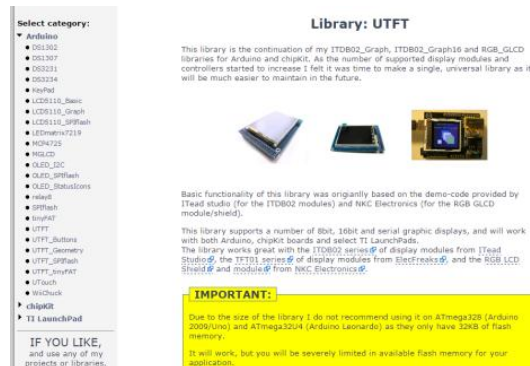 Select category:
Arduino
DS1302
DS1307
DS3231
DS3234
KeyPad
LCD5110_Basic
LCD5110_Graph
LCD5110_SPIflash
LEDmatrix7219
MCP4725
MGLCD
OLED_I2C
OLED_SPIflash
OLED_StatusIcons
relay8
SPIflash
tinyFAT
UTFT
UTFT_Buttons
UTFT_Geometry
UTFT_SPIflash
UTFT_tinyFAT
UTouch
WiiChuck
chipKit
TI LaunchPad
IF YOU LIKE,
and use any of my
projects or libraries,
Library: UTFT
This library is the continuation of my ITDB02_Graph, ITDB02_Graph16 and RGB_GLCD
libraries for Arduino and chipKit. As the number of supported display modules and
controllers started to increase I felt it was time to make a single, universal library as it
will be much easier to maintain in the future.
Basic functionality of this library was origianlly based on the demo-code provided by
ITead studio (for the ITDB02 modules) and NKC Electronics (for the RGB GLCD
module/shield).
This library supports a number of 8bit, 16bit and serial graphic displays, and will work
with both Arduino, chipKit boards and select TI LaunchPads.
The library works great with the ITDB02 series of display modules from ITead
Studio, the TFT01 series of display modules from ElecFreaks, and the RGB LCD
Shield and module from NKC Electronics.
IMPORTANT:
Due to the size of the library I do not recommend using it on ATmega328 (Arduino
2009/Uno) and ATmega32U4 (Arduino Leonardo) as they only have 32KB of flash
memory.
It will work, but you will be severely limited in available flash memory for your
application.